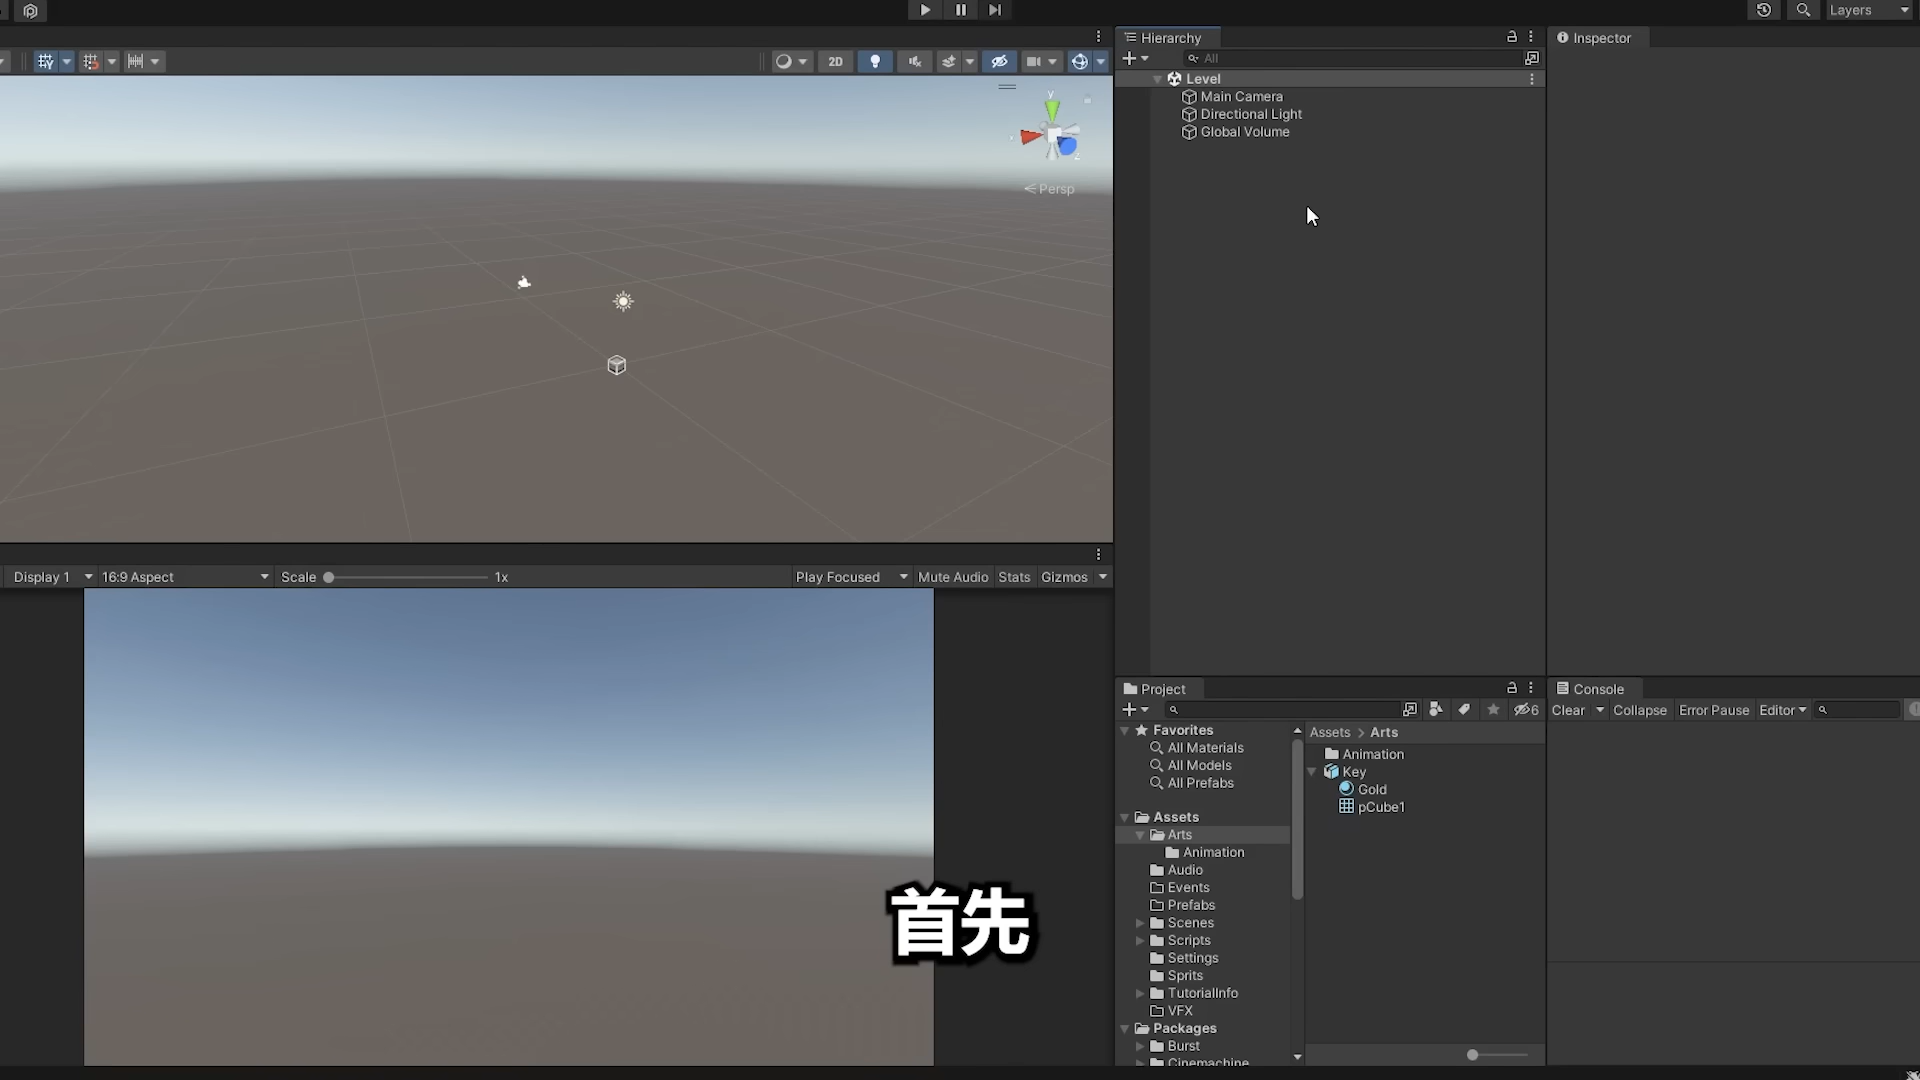 Layers
Hierarchy
Inspector
2D
All
Level
Main Camera
Directional Light
Global Volume
y
z
Persp
Display 1
16:9 Aspect
Scale
1x
Play Focused
Mute Audio
Stats
Gizmos
Project
Console
6
Clear
Collapse
Error Pause
Editor
Favorites
All Materials
All Models
All Prefabs
Assets
Arts
Animation
Audio
Events
Prefabs
Scenes
Scripts
Settings
Sprits
TutorialInfo
VFX
Packages
Burst
Cinemachine
Assets > Arts
Animation
Key
Gold
pCube1
首先